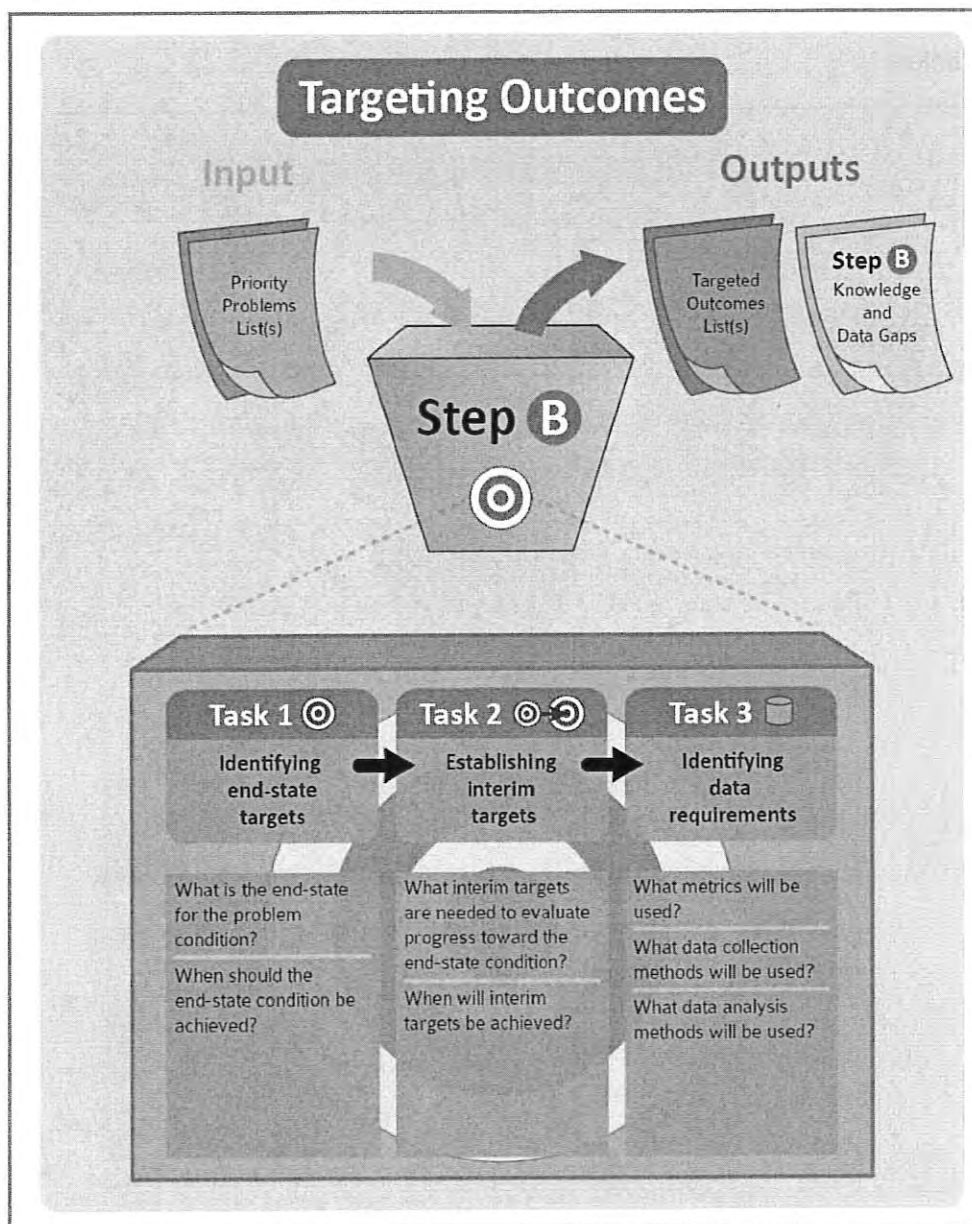 Targeting Outcomes
Input
Outputs
Priority
Problems
List(s)
Targeted
Outcomes
List(s)
Step B
Knowledge
and
Data Gaps
Step B
Task 1
Identifying
end-state
targets
What is the end-state
for the problem
condition?
When should the
end-state condition be
achieved?
Task 2
Establishing
interim
targets
What interim targets
are needed to evaluate
progress toward the
end-state condition?
When will interim
targets be achieved?
Task 3
Identifying
data
requirements
What metrics will be
used?
What data collection
methods will be used?
What data analysis
methods will be used?